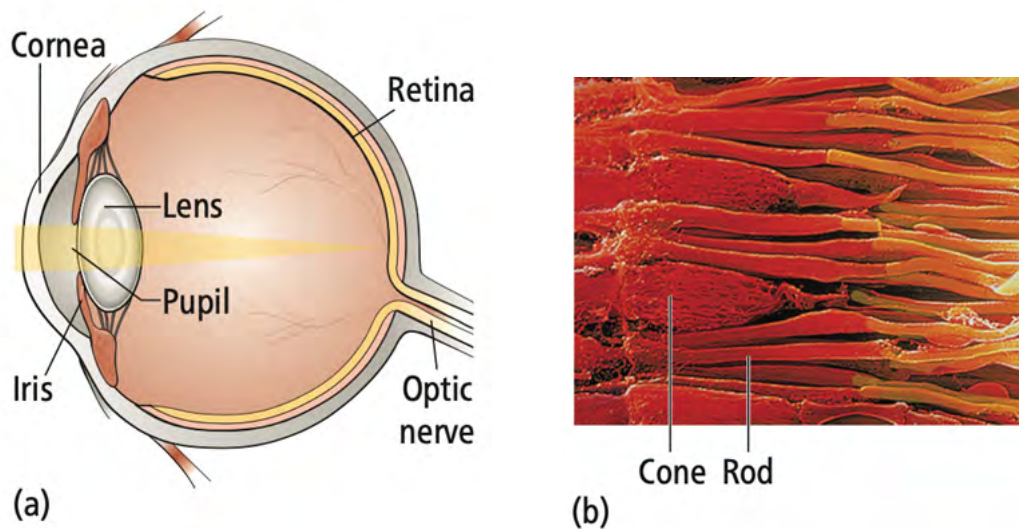 Cornea
Retina
Lens
Pupil
Iris
Optic
nerve
(a)
Cone Rod
(b)